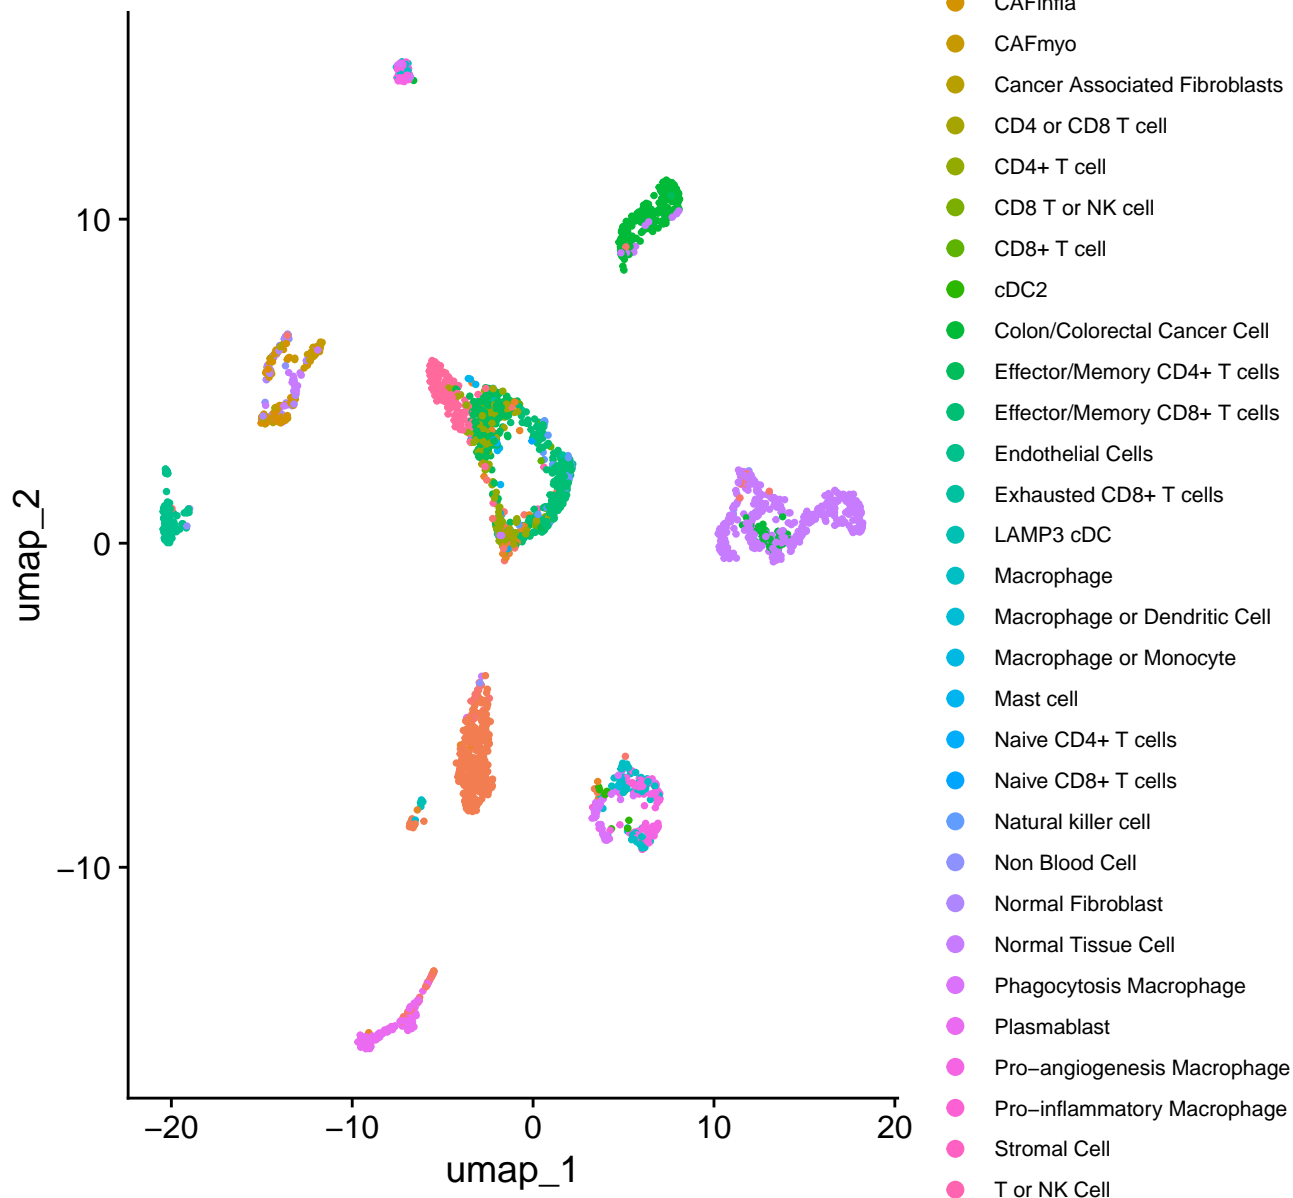 CAFinfla
CAFmyo
Cancer Associated Fibroblasts
CD4 or CD8 T cell
CD4+ T cell
CD8 T or NK cell
CD8+ T cell
cDC2
Colon/Colorectal Cancer Cell
Effector/Memory CD4+ T cells
Effector/Memory CD8+ T cells
Endothelial Cells
Exhausted CD8+ T cells
LAMP3 cDC
Macrophage
Macrophage or Dendritic Cell
Macrophage or Monocyte
Mast cell
Naive CD4+ T cells
Naive CD8+ T cells
Natural killer cell
Non Blood Cell
Normal Fibroblast
Normal Tissue Cell
Phagocytosis Macrophage
Plasmablast
Pro−angiogenesis Macrophage
Pro−inflammatory Macrophage
Stromal Cell
T or NK Cell
10
0
−10
umap_2
−20
−10
0
10
20
umap_1